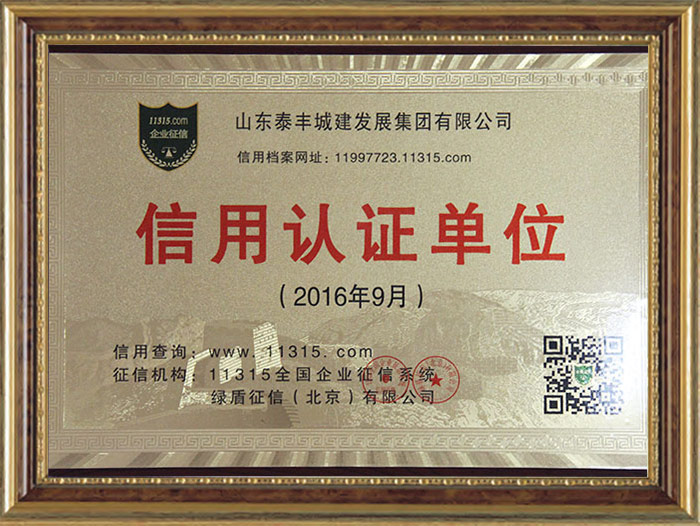 11315.com
企业征信
山东泰丰城建发展集团有限公司
信用档案网址：11997723.11315.com
信用认证单位
（2016年9月）
信用查询：www.11315.com
征信机构：11315全国企业征信系统
绿盾征信（北京）有限公司